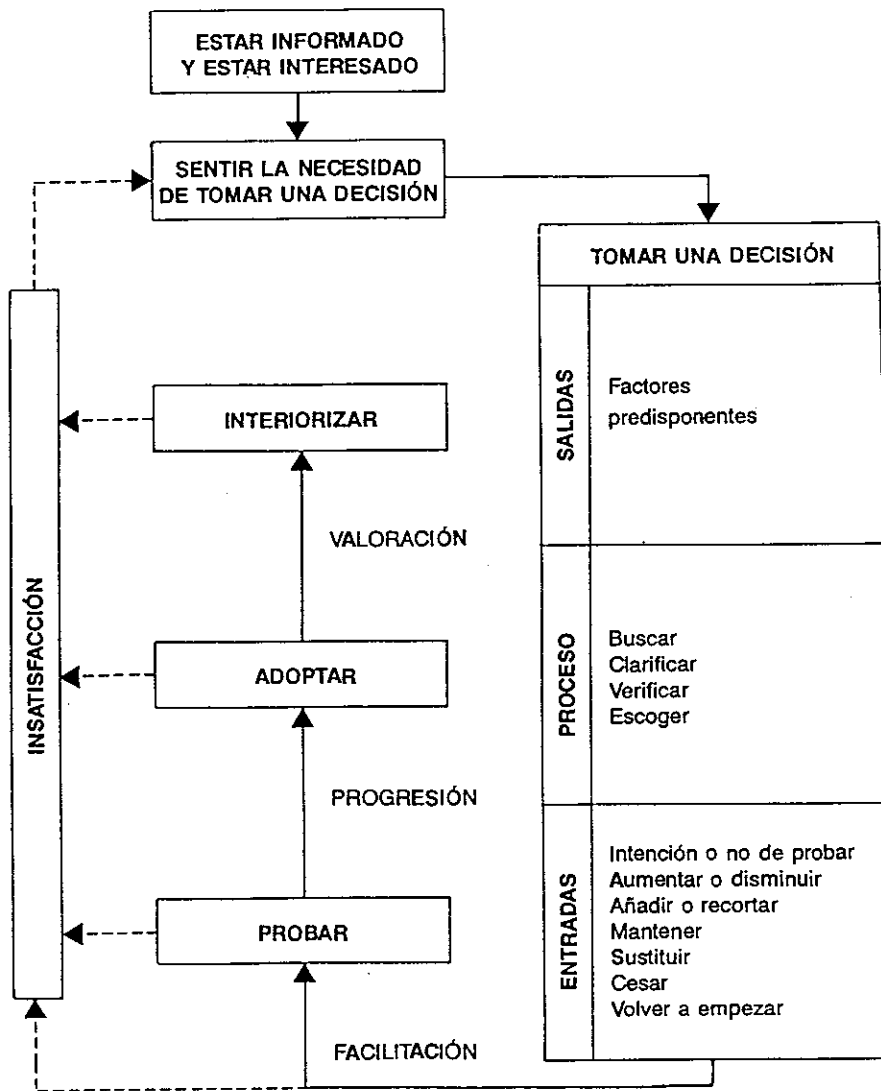 ESTAR INFORMADO
Y ESTAR INTERESADO
SENTIR LA NECESIDAD
DE TOMAR UNA DECISIÓN
TOMAR UNA DECISIÓN
SALIDAS
Factores
predisponentes
PROCESO
Buscar
Clarificar
Verificar
Escoger
ENTRADAS
Intención o no de probar
Aumentar o disminuir
Añadir o recortar
Mantener
Sustituir
Cesar
Volver a empezar
INSATISFACCIÓN
INTERIORIZAR
VALORACIÓN
ADOPTAR
PROGRESIÓN
PROBAR
FACILITACIÓN